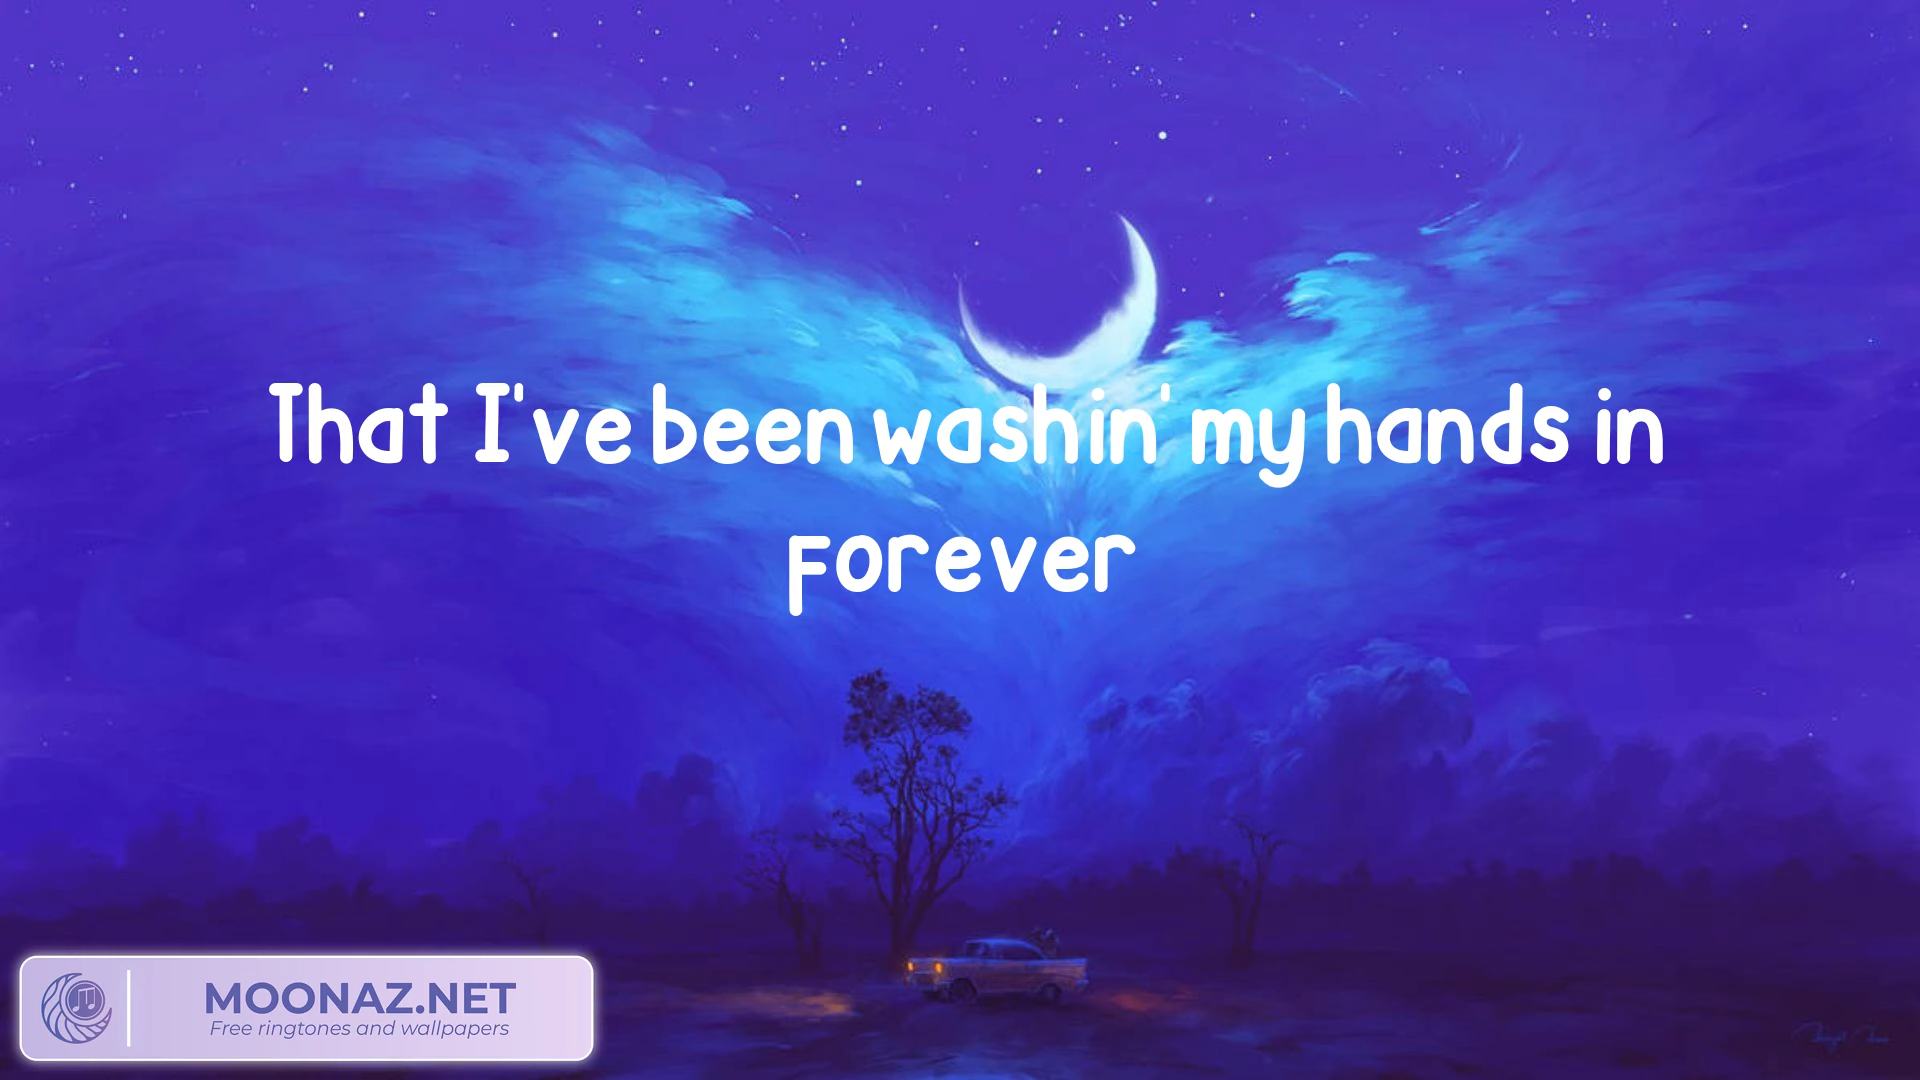 That I've been washin' my hands in
forever
MOONAZ.NET
Free ringtones and wallpapers